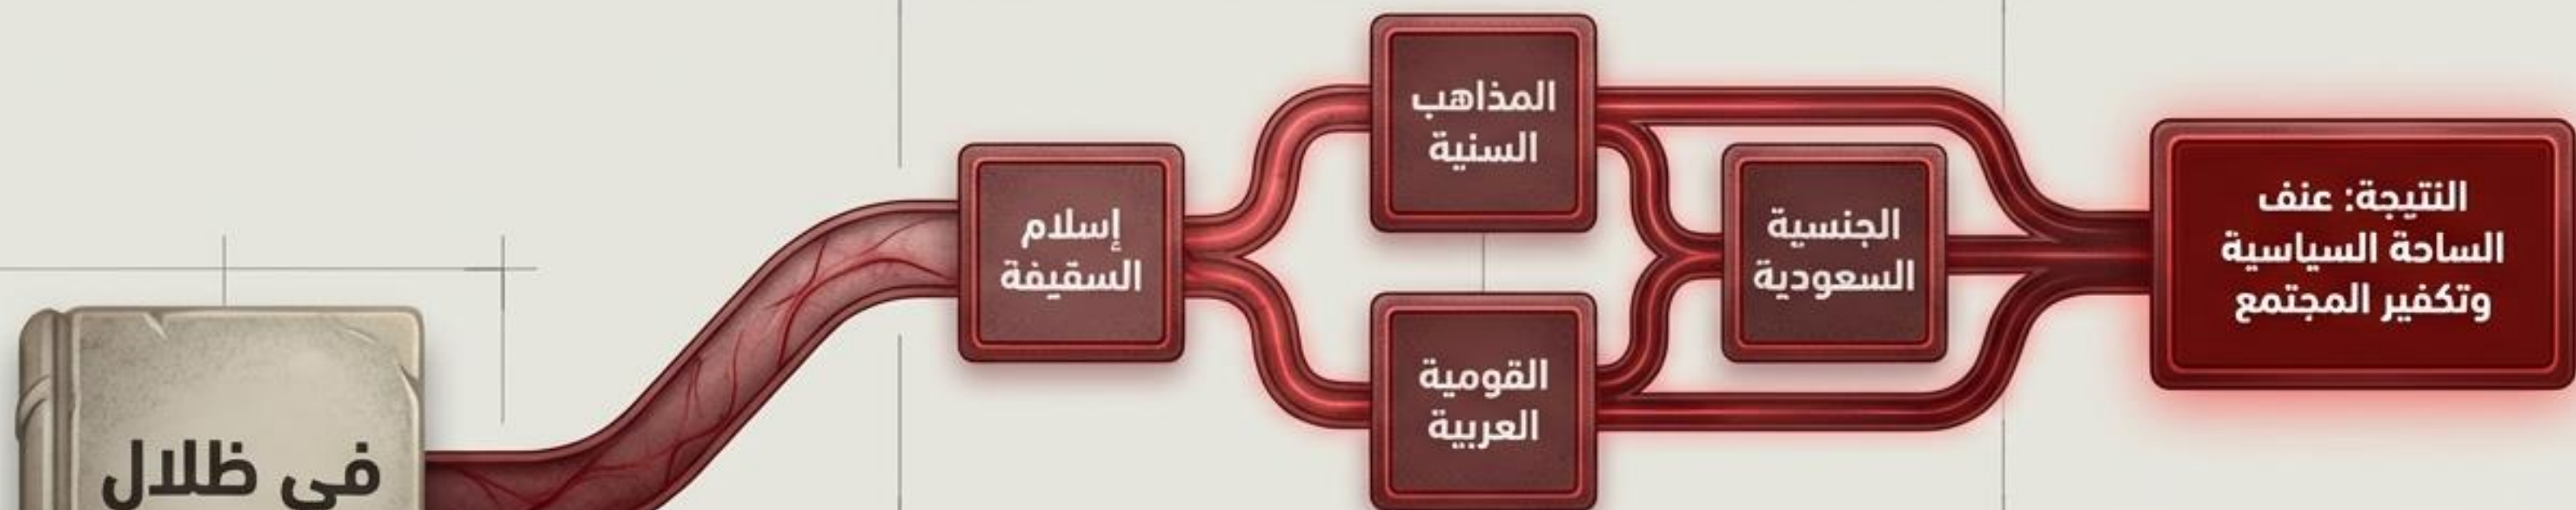 المذاهب
السنية
إسلام
السقيفة
الجنسية
السعودية
النتيجة: عنف
الساحة السياسية
وتكفير المجتمع
القومية
العربية
في ظلال